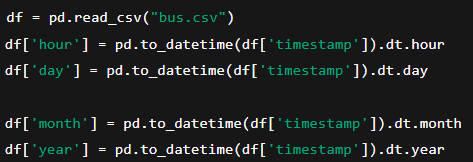 df = pd.read_csv("bus.csv")
df['hour'] = pd.to_datetime(df['timestamp']).dt.hour
df['day'] = pd.to_datetime(df['timestamp']).dt.day
df['month'] = pd.to_datetime(df['timestamp']).dt.month
df['year'] = pd.to_datetime(df['timestamp']).dt.year